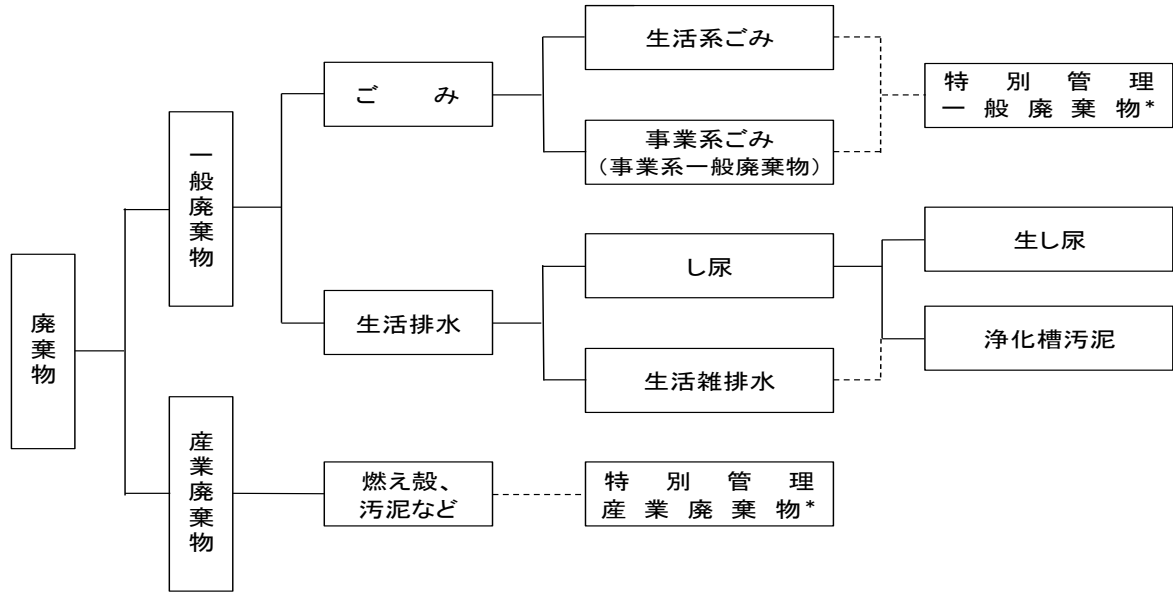 廃棄物
一般廃棄物
産業廃棄物
ごみ
生活排水
燃え殻、
汚泥など
生活系ごみ
事業系ごみ
（事業系一般廃棄物）
し尿
生活雑排水
特別管理
産業廃棄物*
特別管理
一般廃棄物*
生し尿
浄化槽汚泥